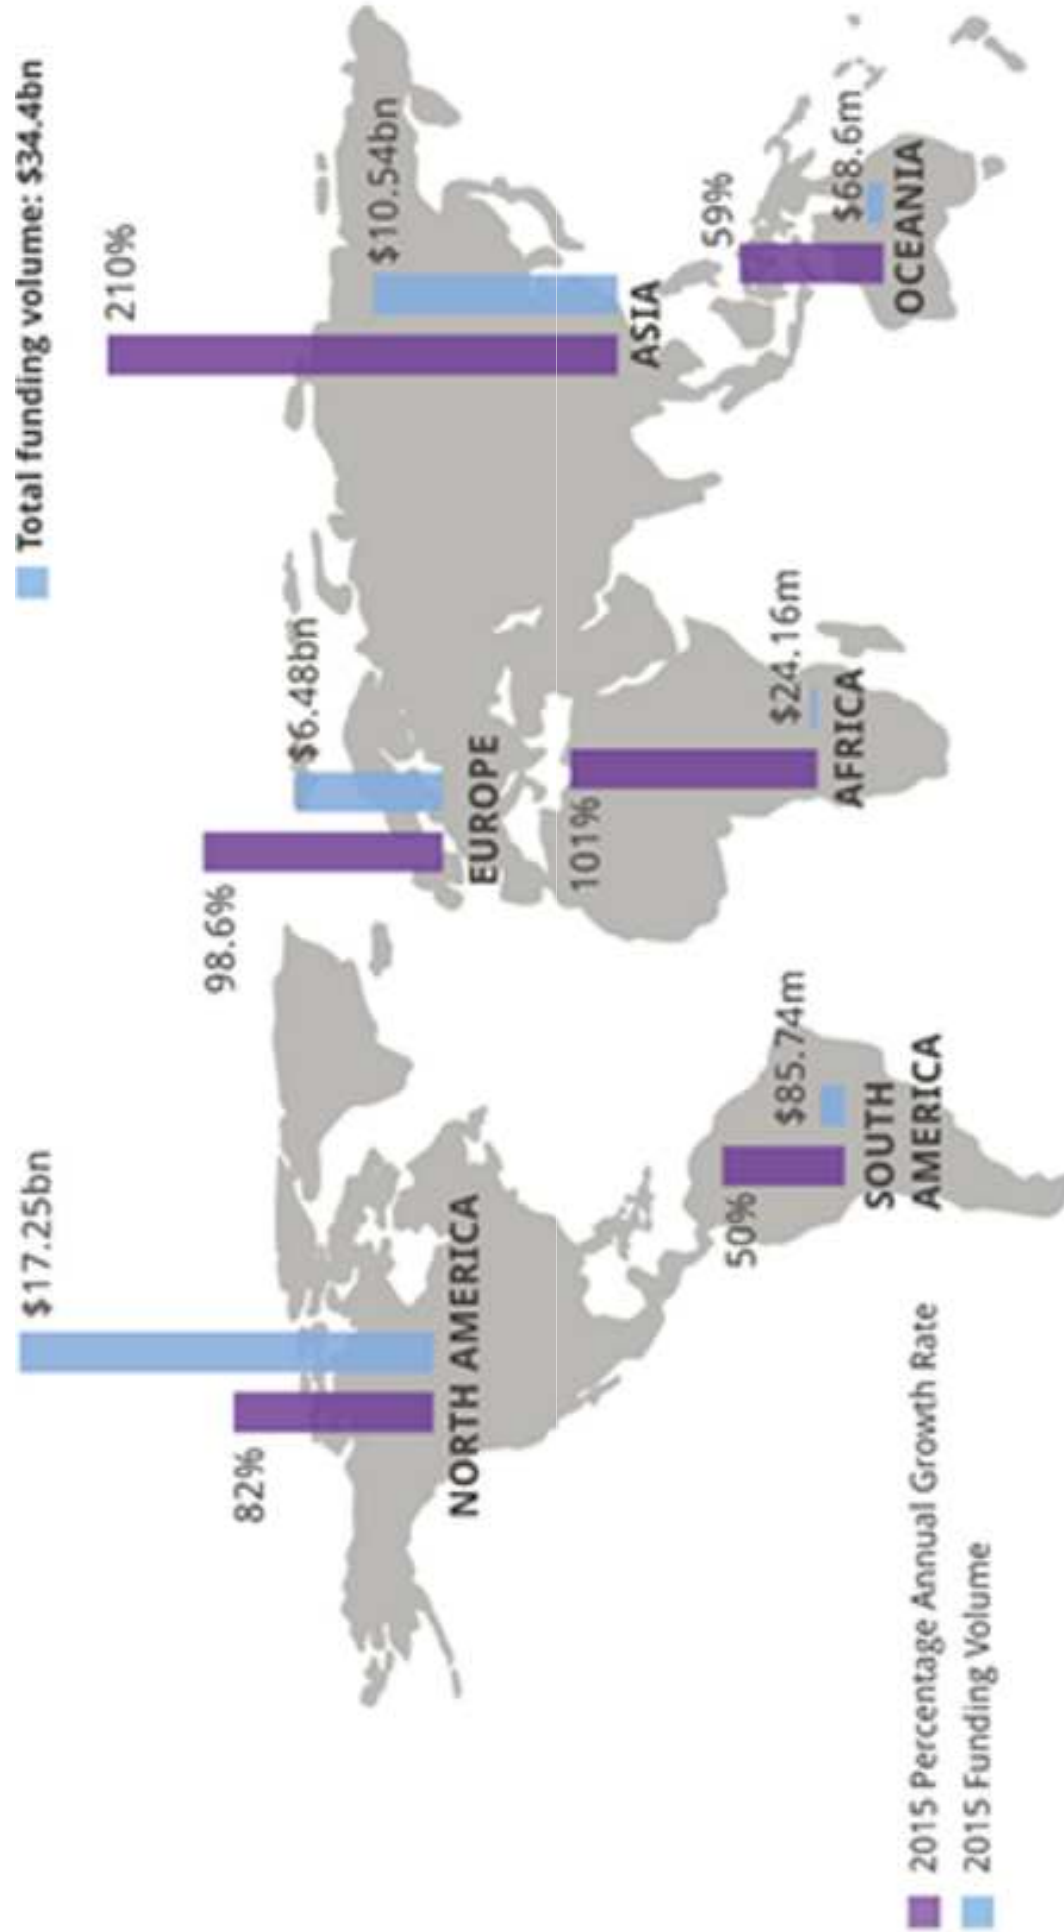 Total funding volume: $34.4bn
$17.25bn
82%
NORTH AMERICA
98.6%
$6.48bn
EUROPE
210%
$10.54bn
ASIA
101%
$24.16m
AFRICA
59%
$68.6m
OCEANIA
50%
$85.74m
SOUTH
AMERICA
2015 Percentage Annual Growth Rate
2015 Funding Volume